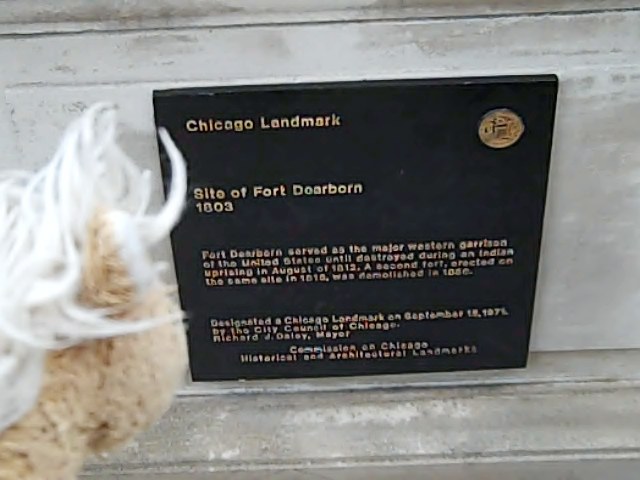 Chicago Landmark
Site of Fort Dearborn
1803
Fort Dearborn served as the major western garrison
of the United States until destroyed during an Indian
uprising in August of 1812. A second fort, erected on
the same site in 1816, was demolished in 1856.
Designated a Chicago Landmark on September 15, 1971,
by the City Council of Chicago.
Richard J. Daley, Mayor
Commission on Chicago
Historical and Architectural Landmarks